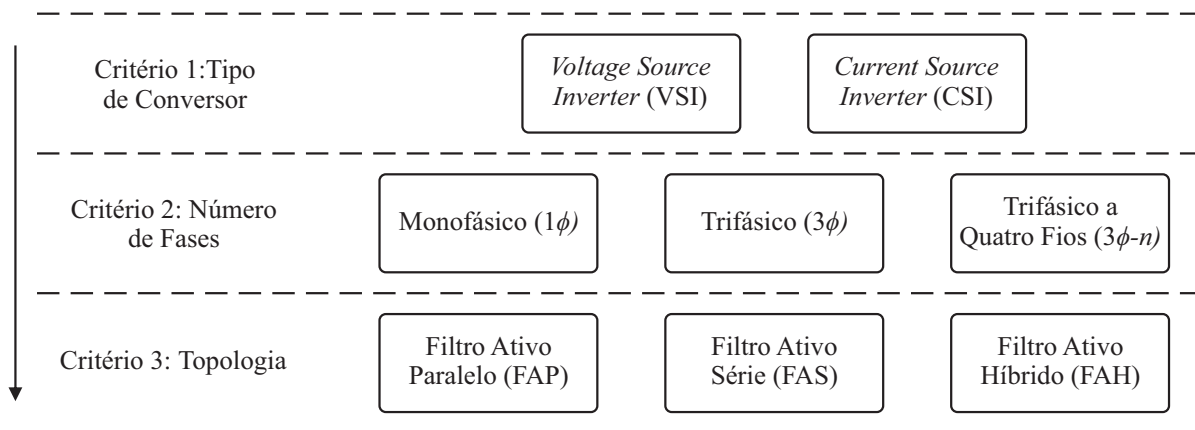 Critério 1:Tipo
de Conversor
Voltage Source
Inverter (VSI)
Current Source
Inverter (CSI)
Critério 2: Número
de Fases
Monofásico (1ϕ)
Trifásico (3ϕ)
Trifásico a
Quatro Fios (3ϕ-n)
Critério 3: Topologia
Filtro Ativo
Paralelo (FAP)
Filtro Ativo
Série (FAS)
Filtro Ativo
Híbrido (FAH)